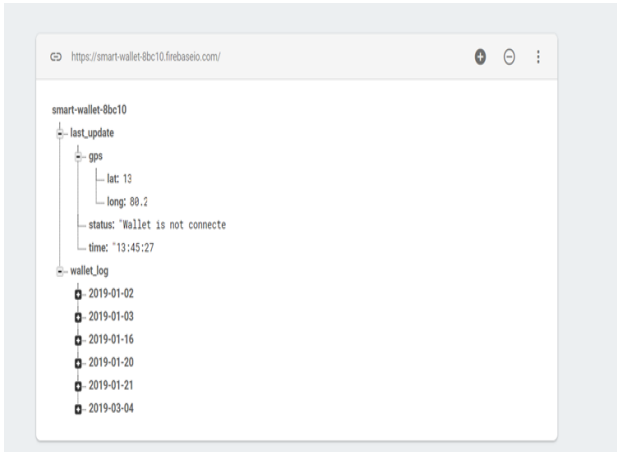 https://smart-wallet-8bc10.firebaseio.com/
smart-wallet-8bc10
last_update
gps
lat: 13
long: 80.2
status: "Wallet is not connecte
time: "13:45:27
wallet_log
2019-01-02
2019-01-03
2019-01-16
2019-01-20
2019-01-21
2019-03-04